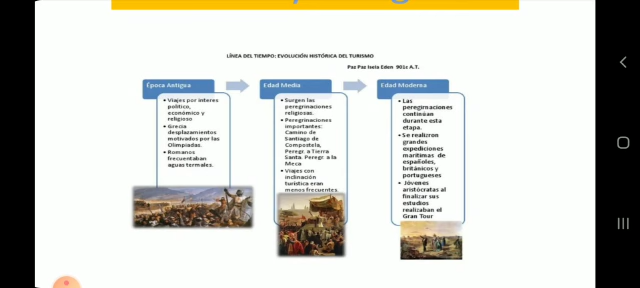 LÍNEA DEL TIEMPO: EVOLUCIÓN HISTÓRICA DEL TURISMO
Paz Paz Isela Eden 901s A.T.
Época Antigua
• Viajes por interes
político,
económico y
religioso
• Grecia
desplazamientos
motivados por las
Olimpiadas.
• Romanos
frecuentaban
aguas termales.
Edad Media
• Surgen las
peregrinaciones
religiosas.
• Peregrinaciones
importantes:
Camino de
Santiago de
Compostela,
Peregr. a Tierra
Santa. Peregr. a la
Meca
• Viajes con
inclinación
turística eran
menos frecuentes.
Edad Moderna
• Las
peregirnaciones
continúan
durante esta
etapa.
• Se realizron
grandes
expediciones
marítimas de
españoles,
británicos y
portugueses
• Jóvenes
aristócratas al
finalizar sus
estudios
realizaban el
Gran Tour